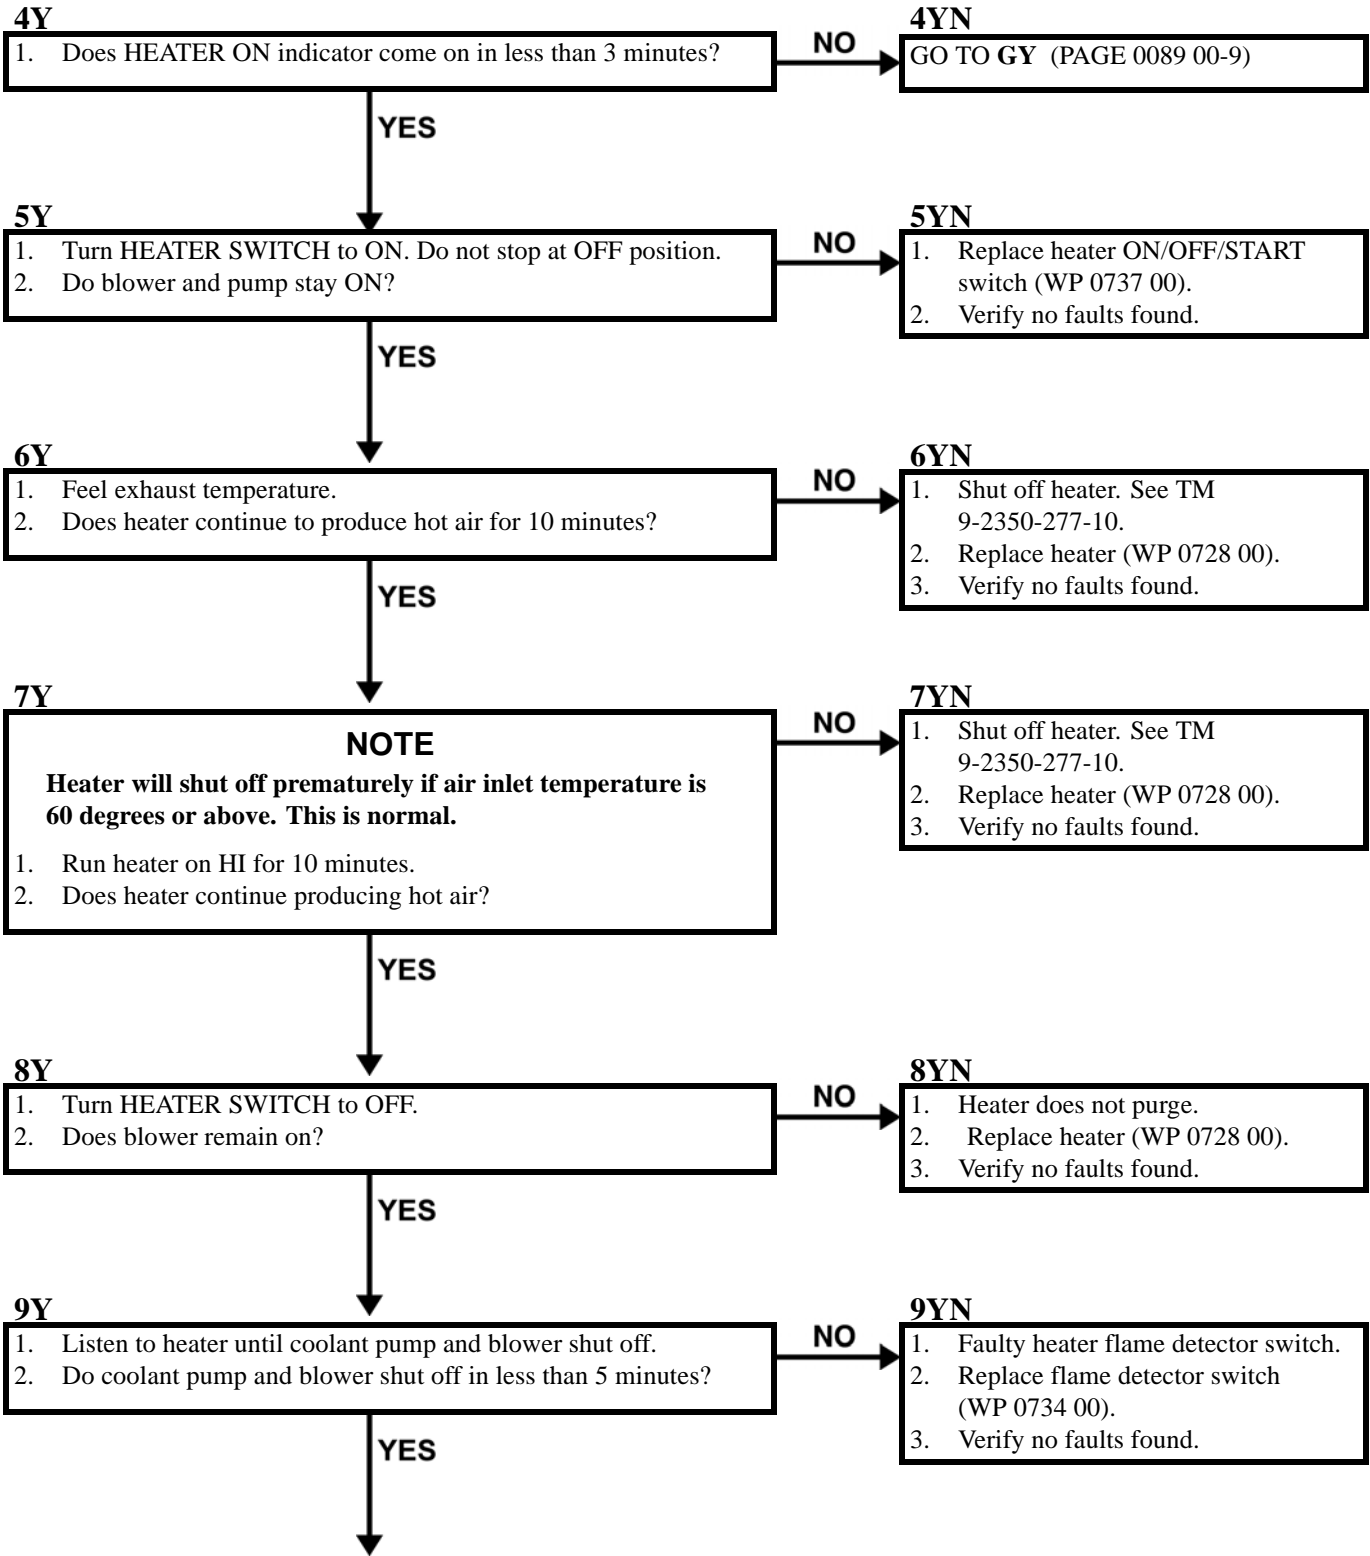 4Y
1. Does HEATER ON indicator come on in less than 3 minutes?
NO
4YN
GO TO GY (PAGE 0089 00-9)
YES
5Y
1. Turn HEATER SWITCH to ON. Do not stop at OFF position.
2. Do blower and pump stay ON?
NO
5YN
1. Replace heater ON/OFF/START
switch (WP 0737 00).
2. Verify no faults found.
YES
6Y
1. Feel exhaust temperature.
2. Does heater continue to produce hot air for 10 minutes?
NO
6YN
1. Shut off heater. See TM
9-2350-277-10.
2. Replace heater (WP 0728 00).
3. Verify no faults found.
YES
7Y
NOTE
Heater will shut off prematurely if air inlet temperature is
60 degrees or above. This is normal.
1. Run heater on HI for 10 minutes.
2. Does heater continue producing hot air?
NO
7YN
1. Shut off heater. See TM
9-2350-277-10.
2. Replace heater (WP 0728 00).
3. Verify no faults found.
YES
8Y
1. Turn HEATER SWITCH to OFF.
2. Does blower remain on?
NO
8YN
1. Heater does not purge.
2. Replace heater (WP 0728 00).
3. Verify no faults found.
YES
9Y
1. Listen to heater until coolant pump and blower shut off.
2. Do coolant pump and blower shut off in less than 5 minutes?
NO
9YN
1. Faulty heater flame detector switch.
2. Replace flame detector switch
(WP 0734 00).
3. Verify no faults found.
YES